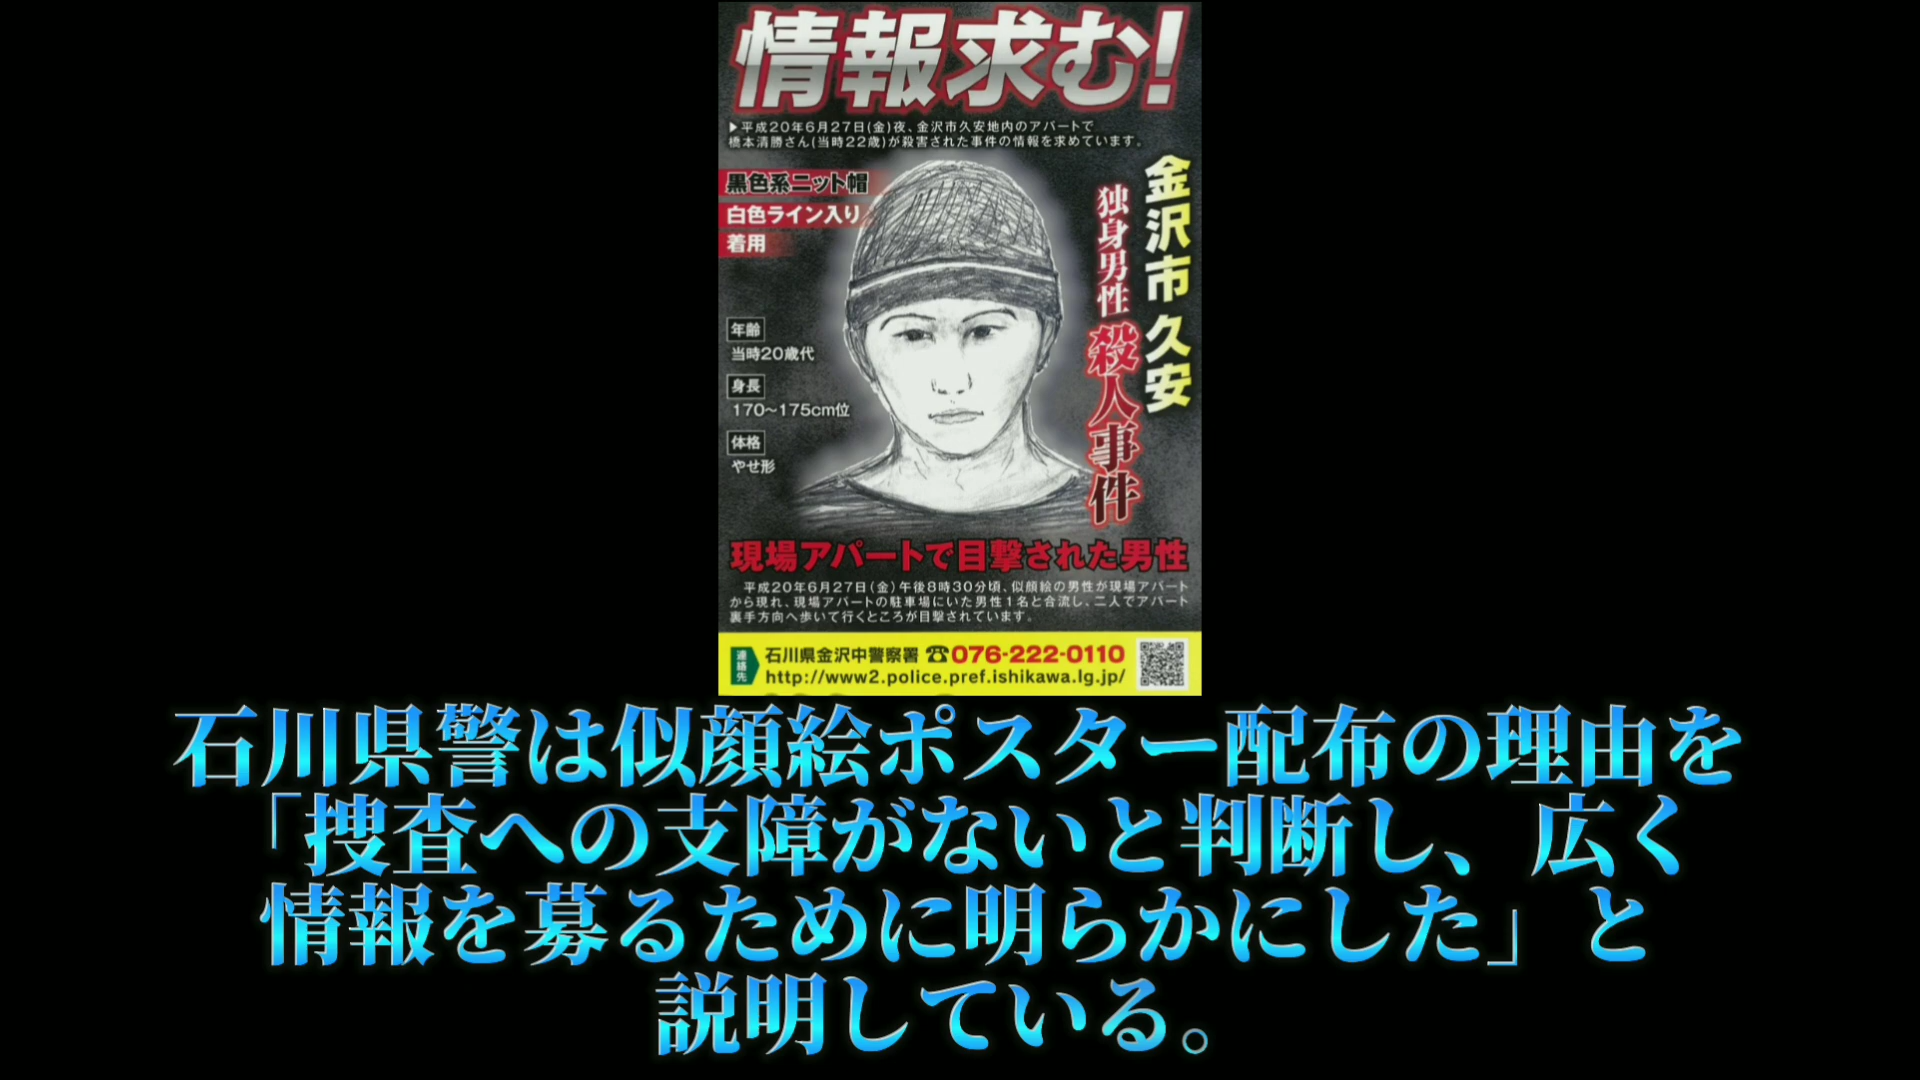 情報求む!
▶平成20年6月27日(金)夜、金沢市久安地内のアパートで
橋本清勝さん(当時22歳)が殺害された事件の情報を求めています。
黒色系ニット帽
白色ライン入り
着用
金沢市久安
独身男性殺人事件
年齢
当時20歳代
身長
170〜175cm位
体格
やせ形
現場アパートで目撃された男性
平成20年6月27日(金)午後8時30分頃、似顔絵の男性が現場アパート
から現れ、現場アパートの駐車場にいた男性1名と合流し、二人でアパート
裏手方向へ歩いて行くところが目撃されています。
連絡先
石川県金沢中警察署 ☎076-222-0110
http://www2.police.pref.ishikawa.lg.jp/
石川県警は似顔絵ポスター配布の理由を
「捜査への支障がないと判断し、広く
情報を募るために明らかにした」と
説明している。